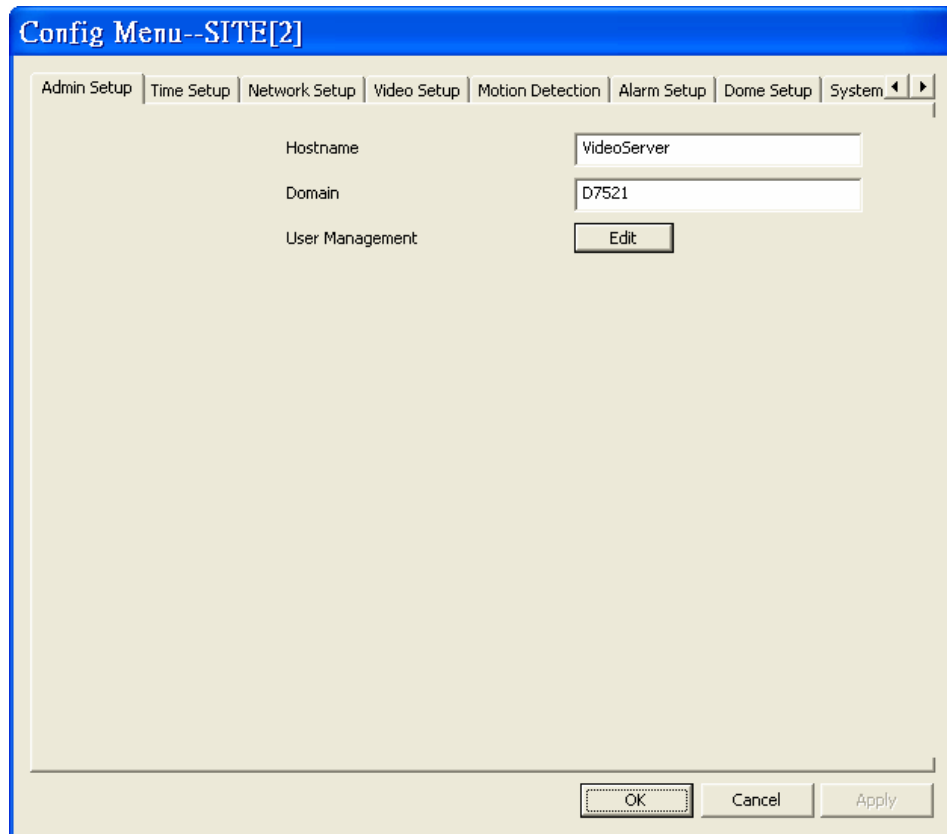 Config Menu--SITE[2]
Admin Setup Time Setup Network Setup Video Setup Motion Detection Alarm Setup Dome Setup System
Hostname VideoServer
Domain D7521
User Management Edit
OK Cancel Apply